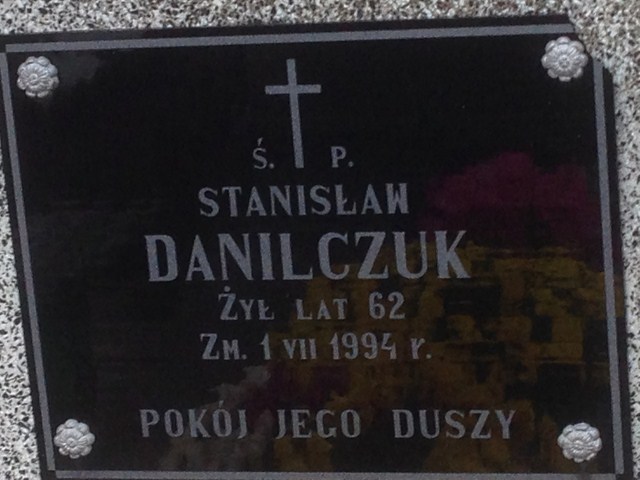 Ś. P.
STANISŁAW
DANILCZUK
ŻYŁ LAT 62
ZM. 1 VII 1994 r.
POKÓJ JEGO DUSZY